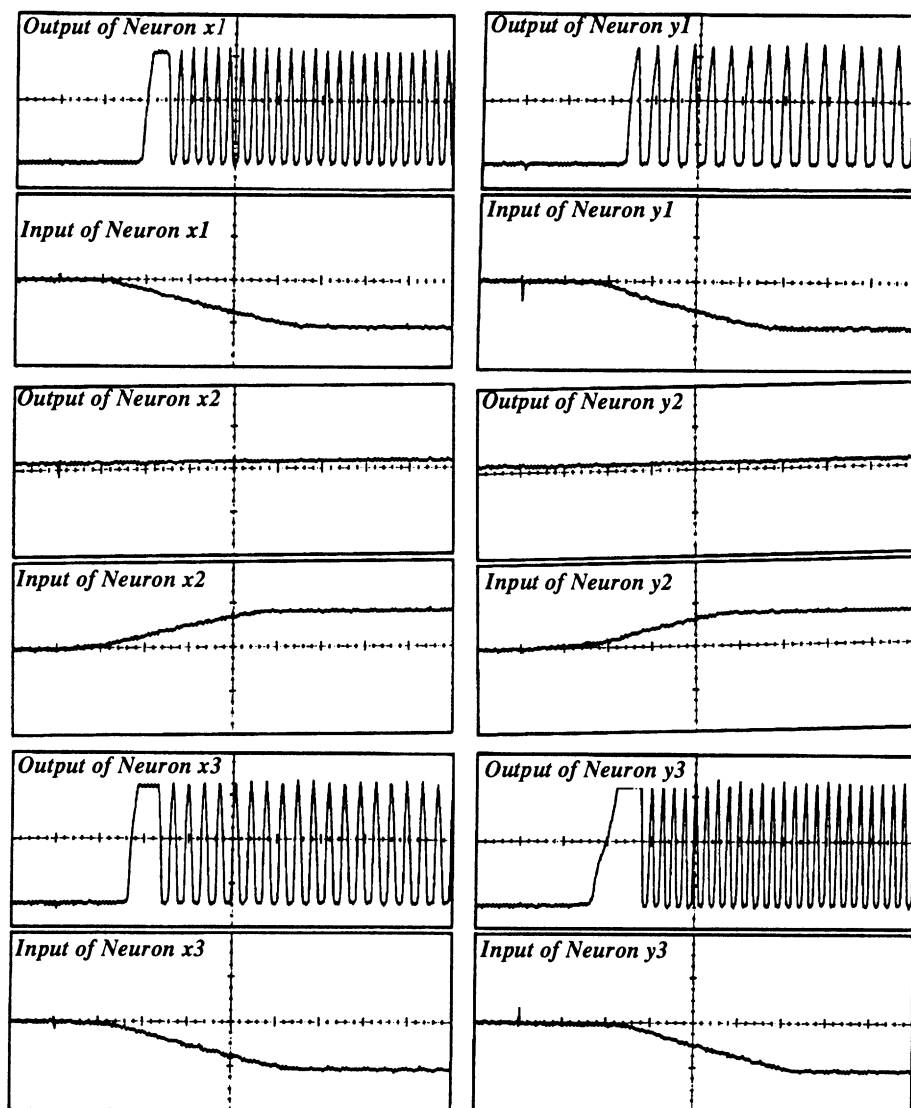 Output of Neuron x1
Output of Neuron y1
Input of Neuron x1
Input of Neuron y1
Output of Neuron x2
Output of Neuron y2
Input of Neuron x2
Input of Neuron y2
Output of Neuron x3
Output of Neuron y3
Input of Neuron x3
Input of Neuron y3